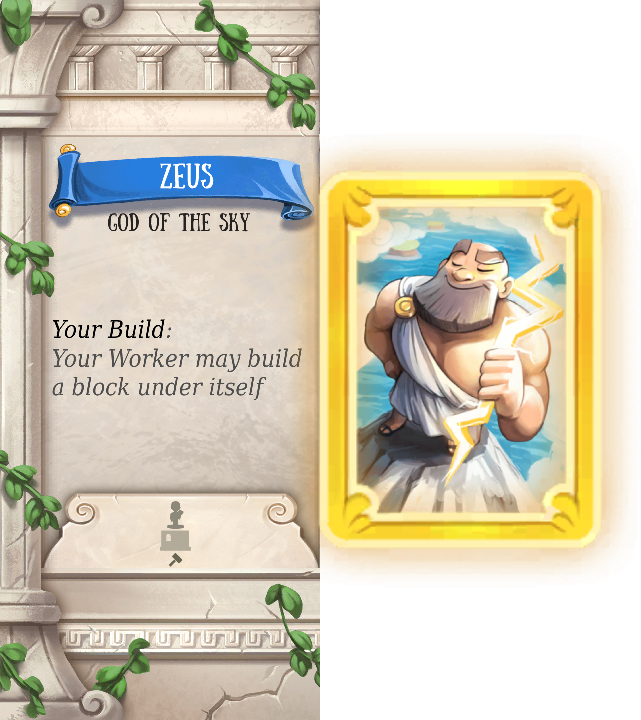 ZEUS
GOD OF THE SKY
Your Build:
Your Worker may build
a block under itself